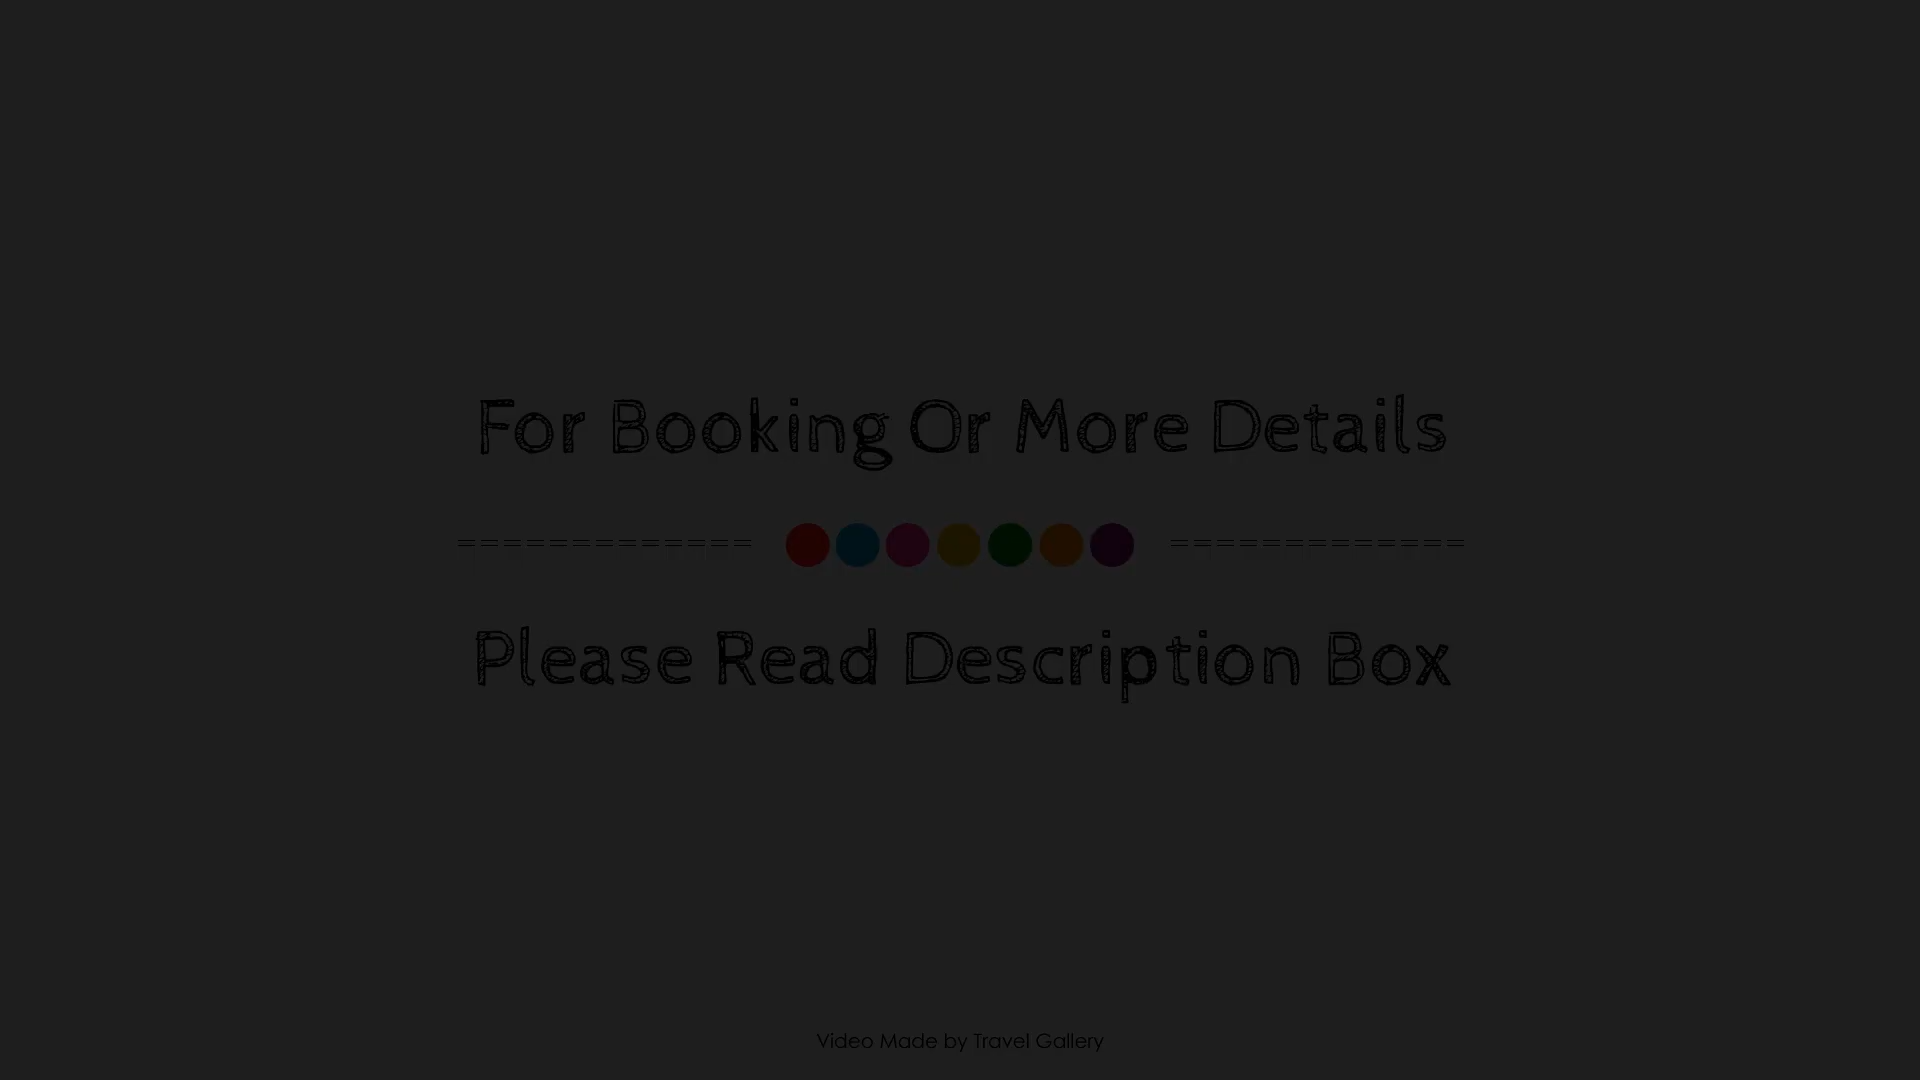 For Booking Or More Details
============= =============
Please Read Description Box
Video Made by Travel Gallery